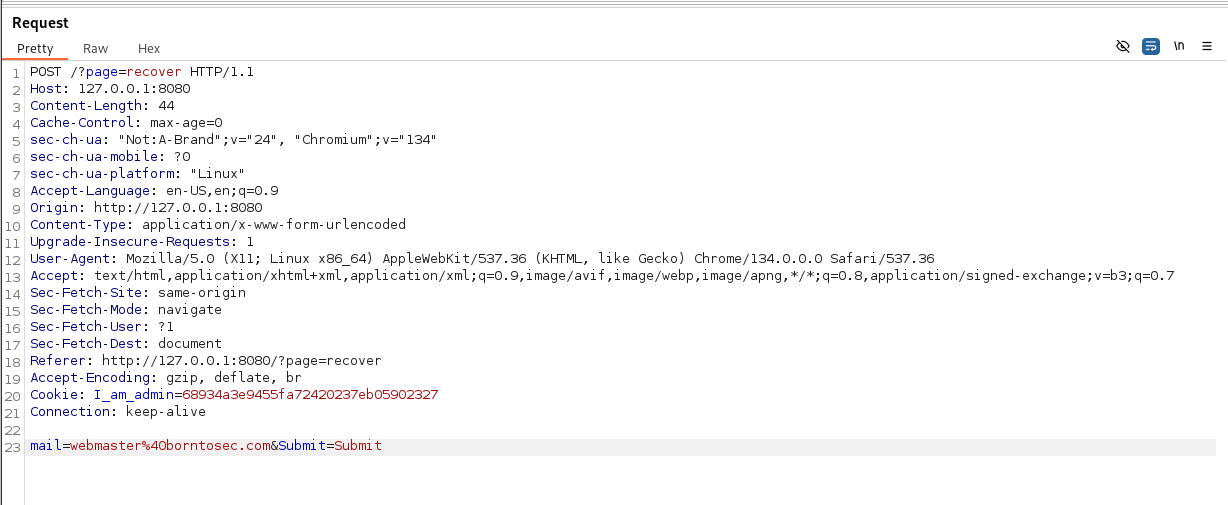 Request
Pretty Raw Hex \n
1 POST /?page=recover HTTP/1.1
2 Host: 127.0.0.1:8080
3 Content-Length: 44
4 Cache-Control: max-age=0
5 sec-ch-ua: "Not:A-Brand";v="24", "Chromium";v="134"
6 sec-ch-ua-mobile: ?0
7 sec-ch-ua-platform: "Linux"
8 Accept-Language: en-US,en;q=0.9
9 Origin: http://127.0.0.1:8080
10 Content-Type: application/x-www-form-urlencoded
11 Upgrade-Insecure-Requests: 1
12 User-Agent: Mozilla/5.0 (X11; Linux x86_64) AppleWebKit/537.36 (KHTML, like Gecko) Chrome/134.0.0.0 Safari/537.36
13 Accept: text/html,application/xhtml+xml,application/xml;q=0.9,image/avif,image/webp,image/apng,*/*;q=0.8,application/signed-exchange;v=b3;q=0.7
14 Sec-Fetch-Site: same-origin
15 Sec-Fetch-Mode: navigate
16 Sec-Fetch-User: ?1
17 Sec-Fetch-Dest: document
18 Referer: http://127.0.0.1:8080/?page=recover
19 Accept-Encoding: gzip, deflate, br
20 Cookie: I_am_admin=68934a3e9455fa72420237eb05902327
21 Connection: keep-alive
22
23 mail=webmaster%40borntosec.com&Submit=Submit